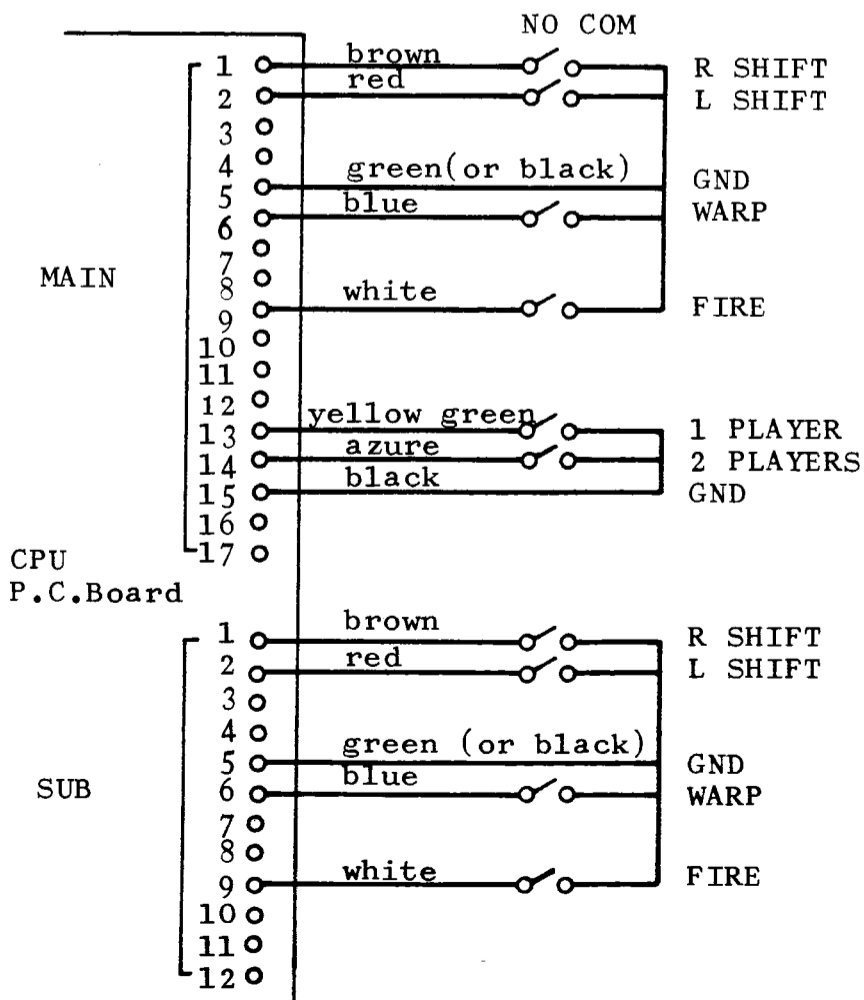 NO COM
1 brown R SHIFT
2 red L SHIFT
3
4
5 green(or black) GND
6 blue WARP
7
MAIN
8
9 white FIRE
10
11
12
13 yellow green 1 PLAYER
14 azure 2 PLAYERS
15 black GND
16
17
CPU
P.C.Board
1 brown R SHIFT
2 red L SHIFT
3
4
5 green (or black) GND
6 blue WARP
SUB
7
8
9 white FIRE
10
11
12